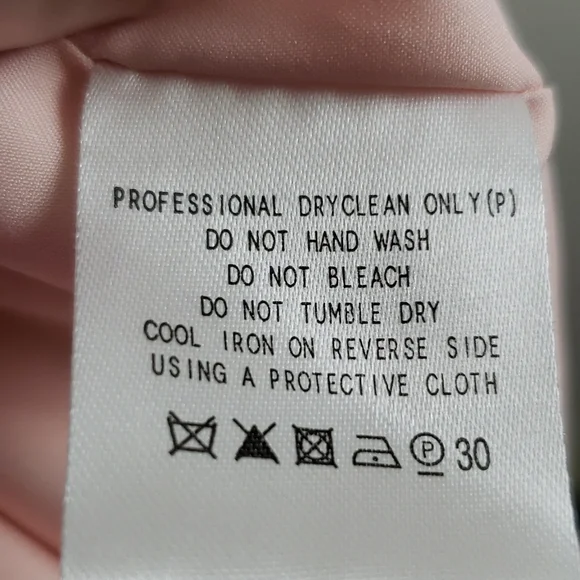 PROFESSIONAL DRYCLEAN ONLY(P)
DO NOT HAND WASH
DO NOT BLEACH
DO NOT TUMBLE DRY
COOL IRON ON REVERSE SIDE
USING A PROTECTIVE CLOTH
P 30